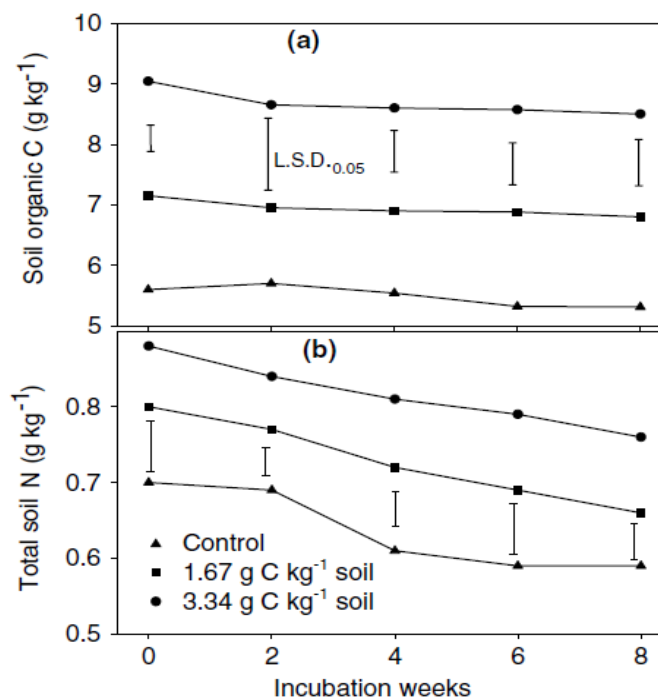 (a)
Soil organic C (g kg⁻¹)
10
9
8
7
6
5
L.S.D.₀.₀₅
(b)
Total soil N (g kg⁻¹)
0.8
0.7
0.6
0.5
Control
1.67 g C kg⁻¹ soil
3.34 g C kg⁻¹ soil
0 2 4 6 8
Incubation weeks